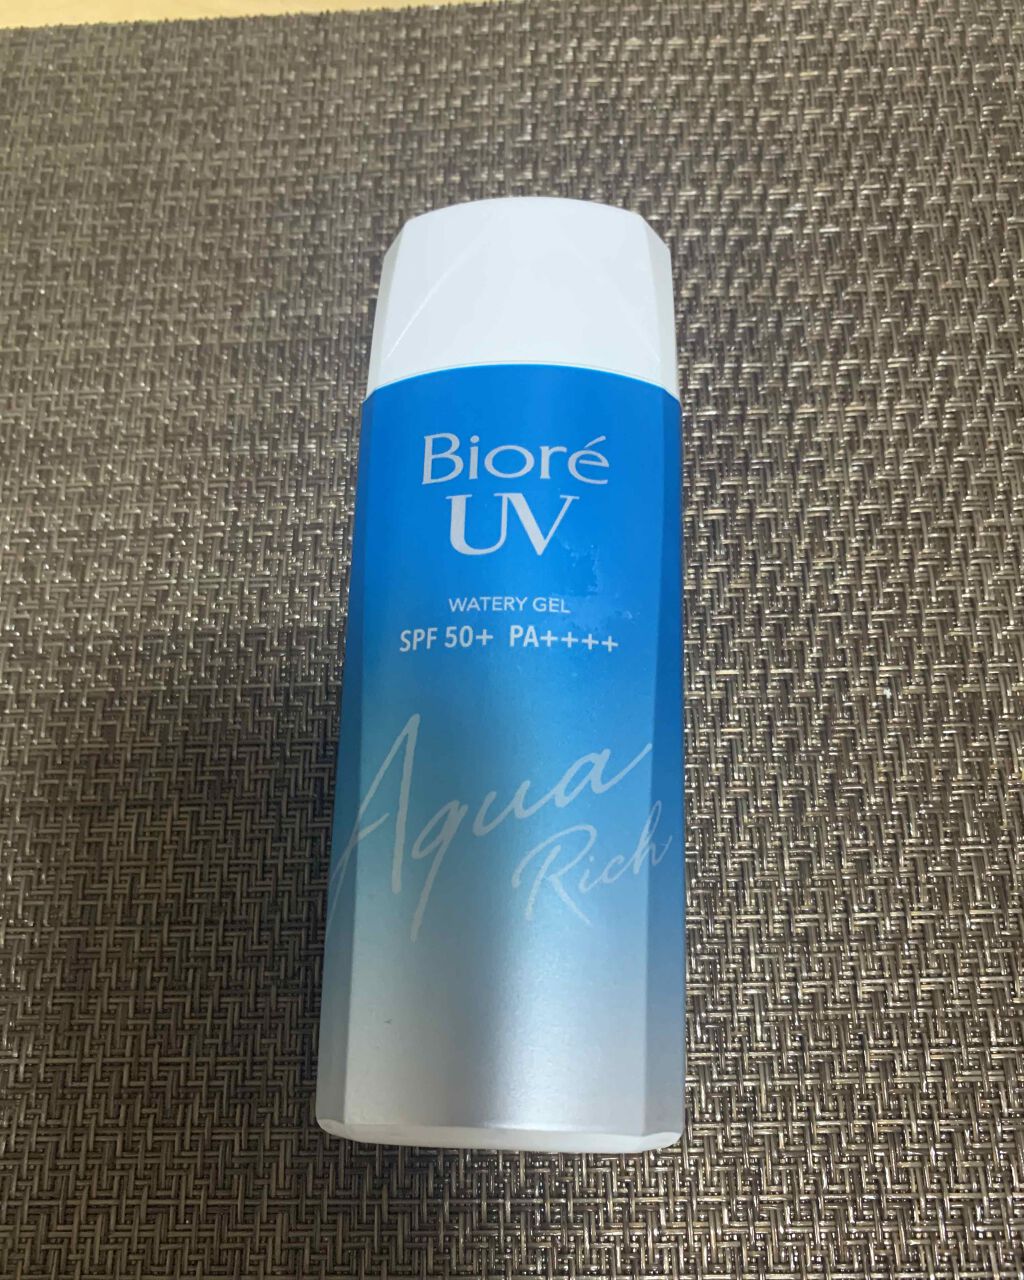 Bioré
UV
WATERY GEL
SPF 50+ PA++++
Aqua
Rich